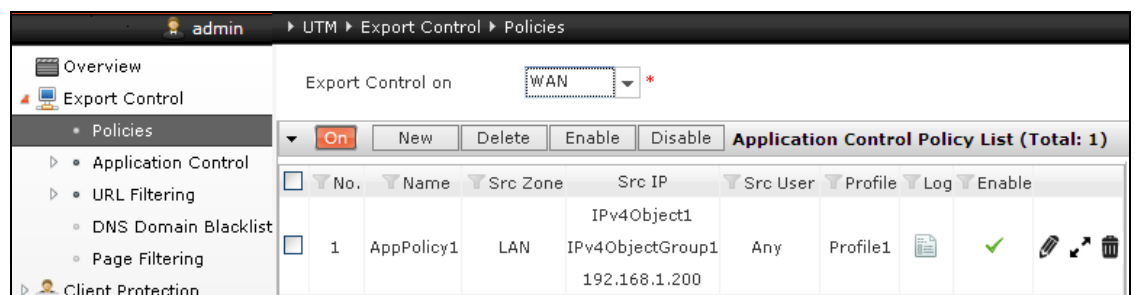 admin
UTM Export Control Policies
Overview
Export Control
Policies
Application Control
URL Filtering
DNS Domain Blacklist
Page Filtering
Client Protection
Export Control on WAN *
On New Delete Enable Disable Application Control Policy List (Total: 1)
No. Name Src Zone Src IP Src User Profile Log Enable
1 AppPolicy1 LAN IPv4Object1
IPv4ObjectGroup1
192.168.1.200 Any Profile1